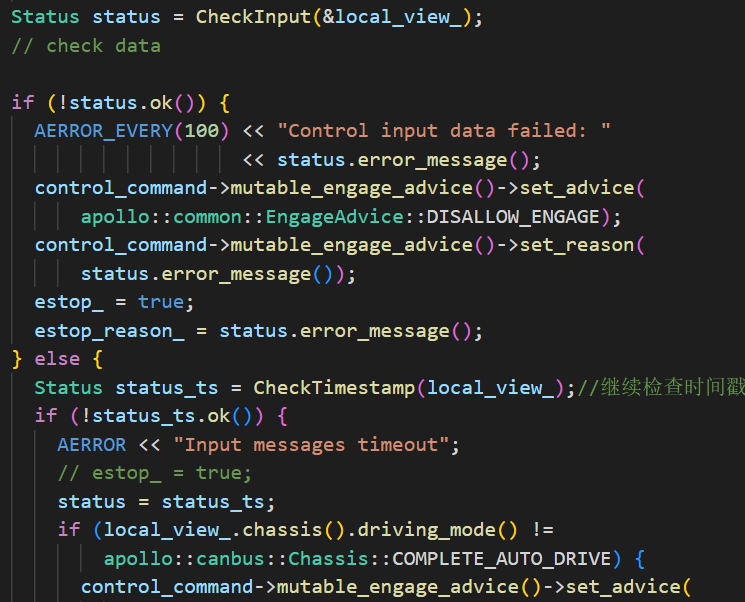 Status status = CheckInput(&local_view_);
// check data
if (!status.ok()) {
AERROR_EVERY(100) << "Control input data failed: "
<< status.error_message();
control_command->mutable_engage_advice()->set_advice(
apollo::common::EngageAdvice::DISALLOW_ENGAGE);
control_command->mutable_engage_advice()->set_reason(
status.error_message());
estop_ = true;
estop_reason_ = status.error_message();
} else {
Status status_ts = CheckTimestamp(local_view_);//继续检查时间戳
if (!status_ts.ok()) {
AERROR << "Input messages timeout";
// estop_ = true;
status = status_ts;
if (local_view_.chassis().driving_mode() !=
apollo::canbus::Chassis::COMPLETE_AUTO_DRIVE) {
control_command->mutable_engage_advice()->set_advice(